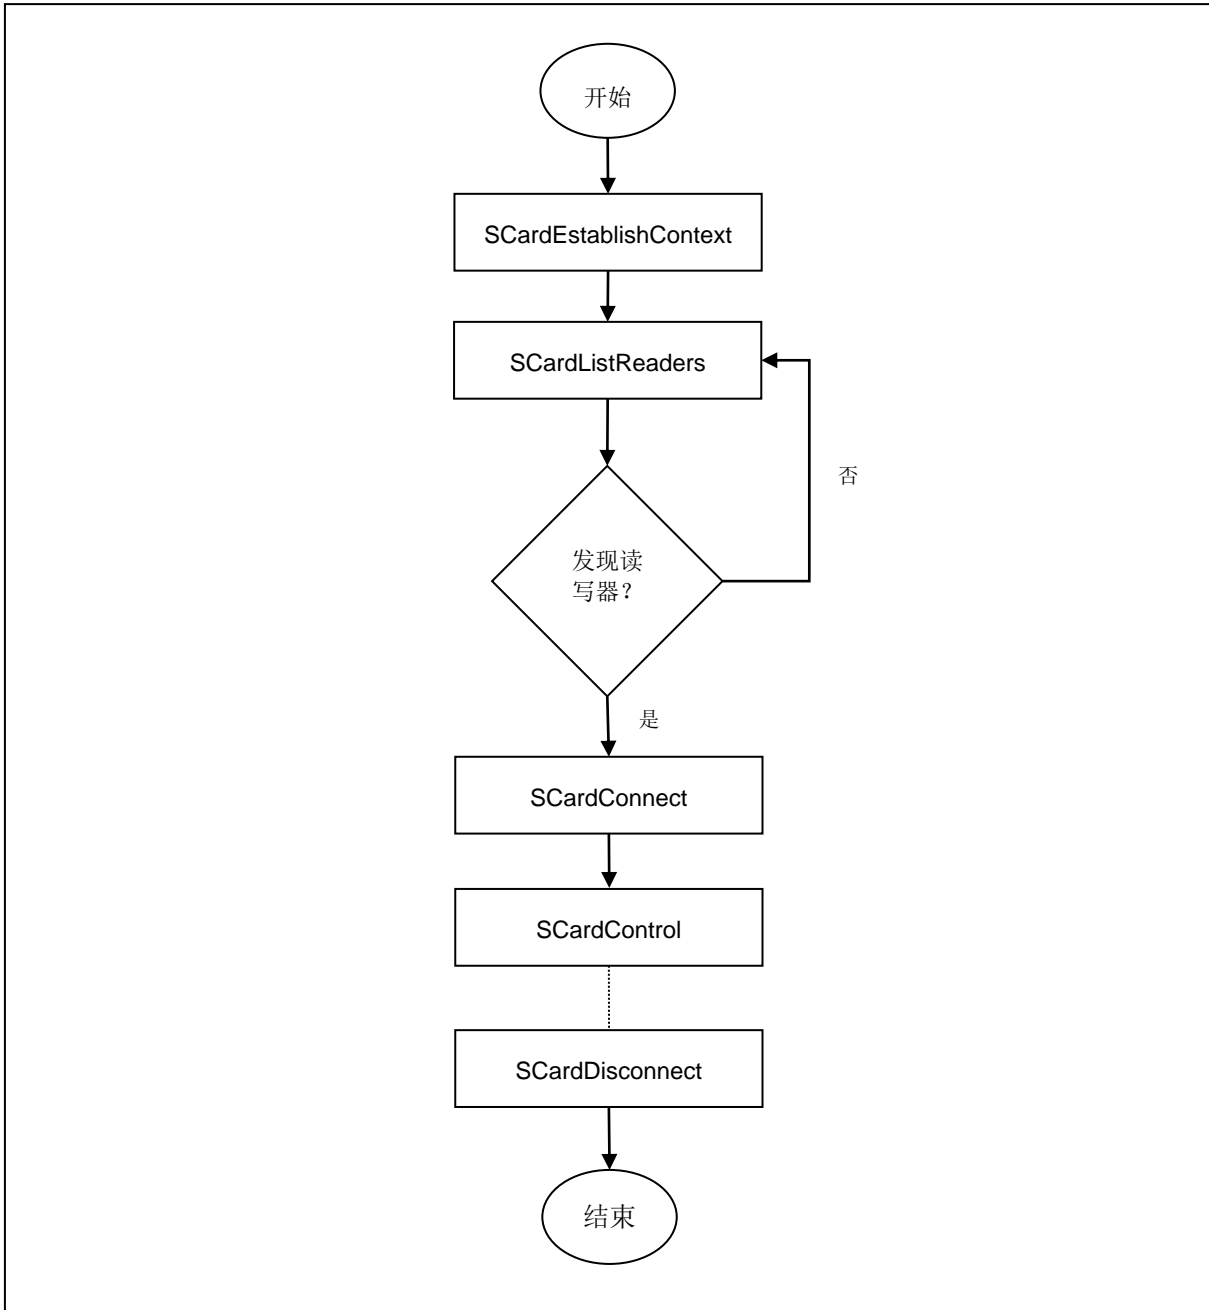 开始
SCardEstablishContext
SCardListReaders
否
发现读
写器？
是
SCardConnect
SCardControl
SCardDisconnect
结束